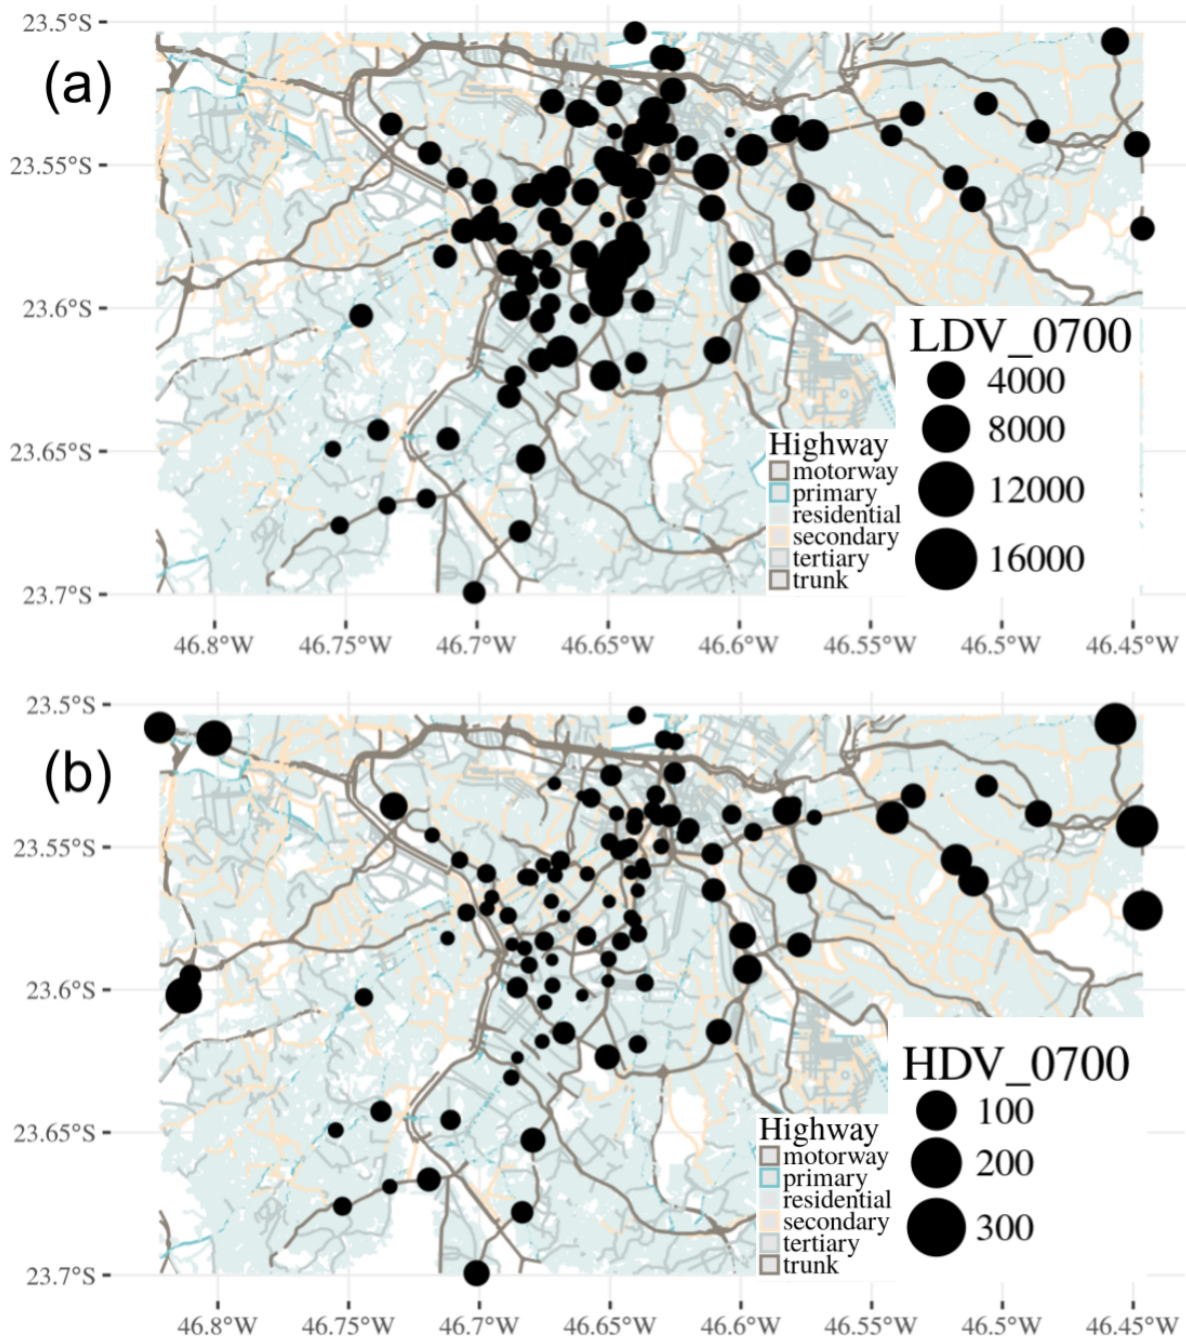 23.5°S
(a)
23.55°S
23.6°S
23.65°S
23.7°S
LDV_0700
4000
8000
12000
16000
Highway
motorway
primary
residential
secondary
tertiary
trunk
46.8°W 46.75°W 46.7°W 46.65°W 46.6°W 46.55°W 46.5°W 46.45°W
23.5°S
(b)
23.55°S
23.6°S
23.65°S
23.7°S
HDV_0700
100
200
300
Highway
motorway
primary
residential
secondary
tertiary
trunk
46.8°W 46.75°W 46.7°W 46.65°W 46.6°W 46.55°W 46.5°W 46.45°W